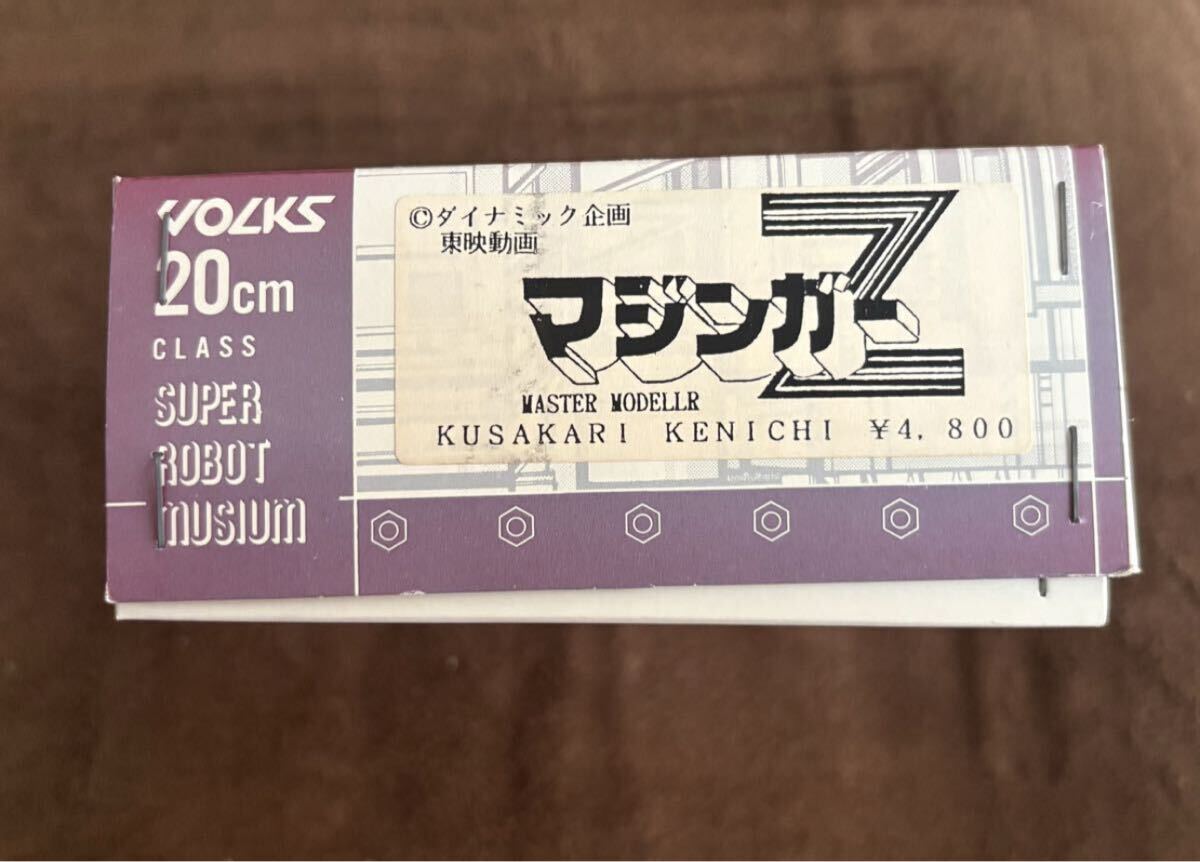 VOLKS
20cm
CLASS
SUPER
ROBOT
MUSIUM
©ダイナミック企画
東映動画
マジンガーZ
MASTER MODELLR
KUSAKARI KENICHI ¥4,800